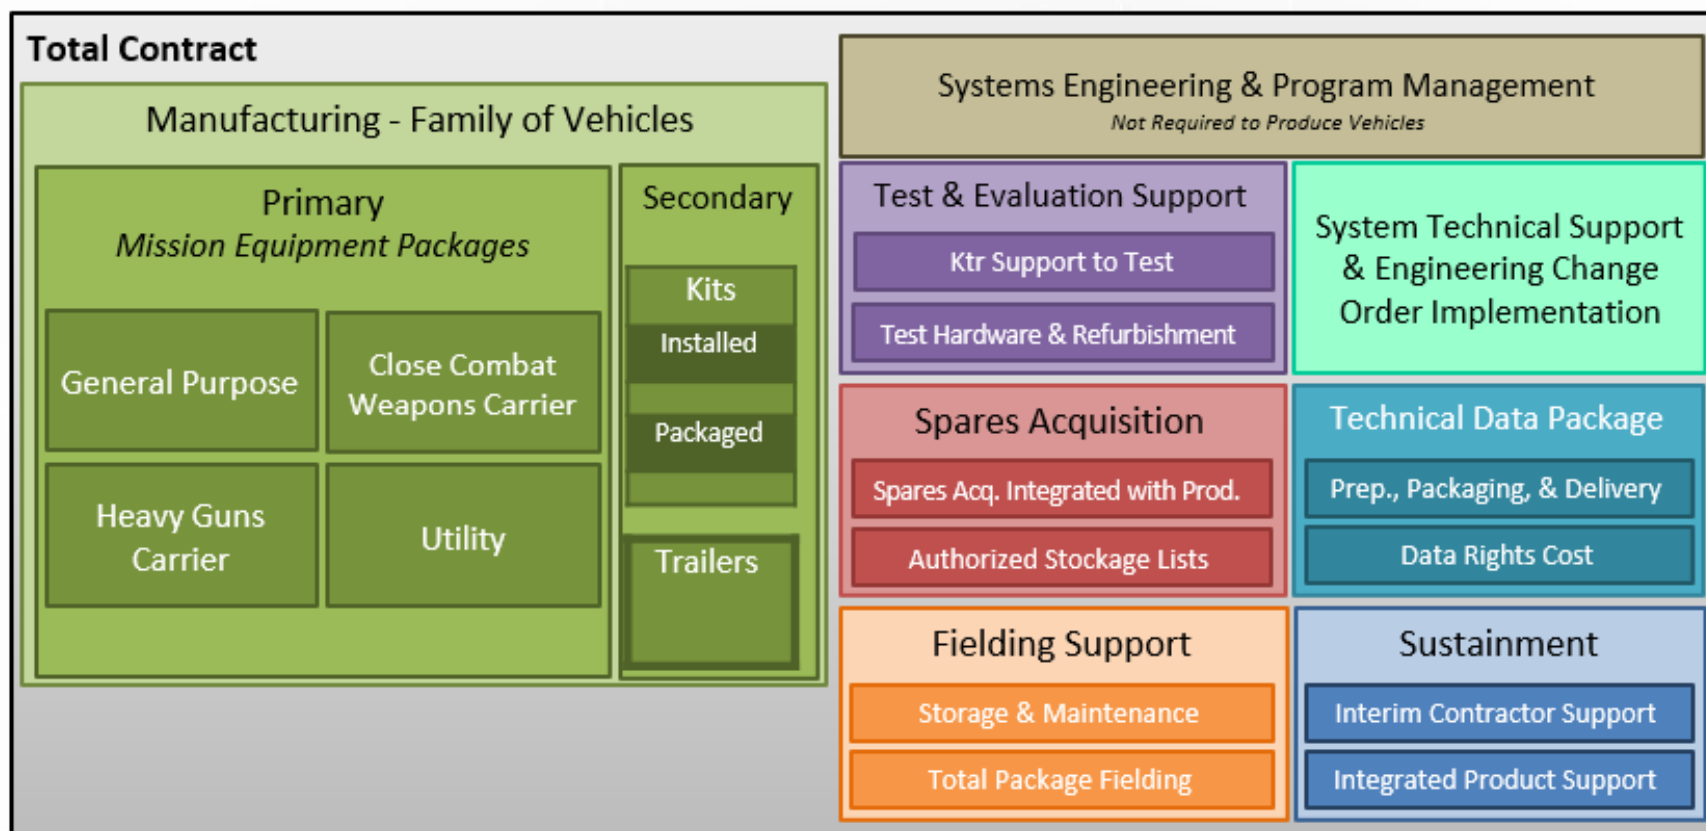 Total Contract
Manufacturing - Family of Vehicles
Primary
Mission Equipment Packages
General Purpose
Close Combat
Weapons Carrier
Heavy Guns
Carrier
Utility
Secondary
Kits
Installed
Packaged
Trailers
Systems Engineering & Program Management
Not Required to Produce Vehicles
Test & Evaluation Support
Ktr Support to Test
Test Hardware & Refurbishment
System Technical Support
& Engineering Change
Order Implementation
Spares Acquisition
Spares Acq. Integrated with Prod.
Authorized Stockage Lists
Technical Data Package
Prep., Packaging, & Delivery
Data Rights Cost
Fielding Support
Storage & Maintenance
Total Package Fielding
Sustainment
Interim Contractor Support
Integrated Product Support